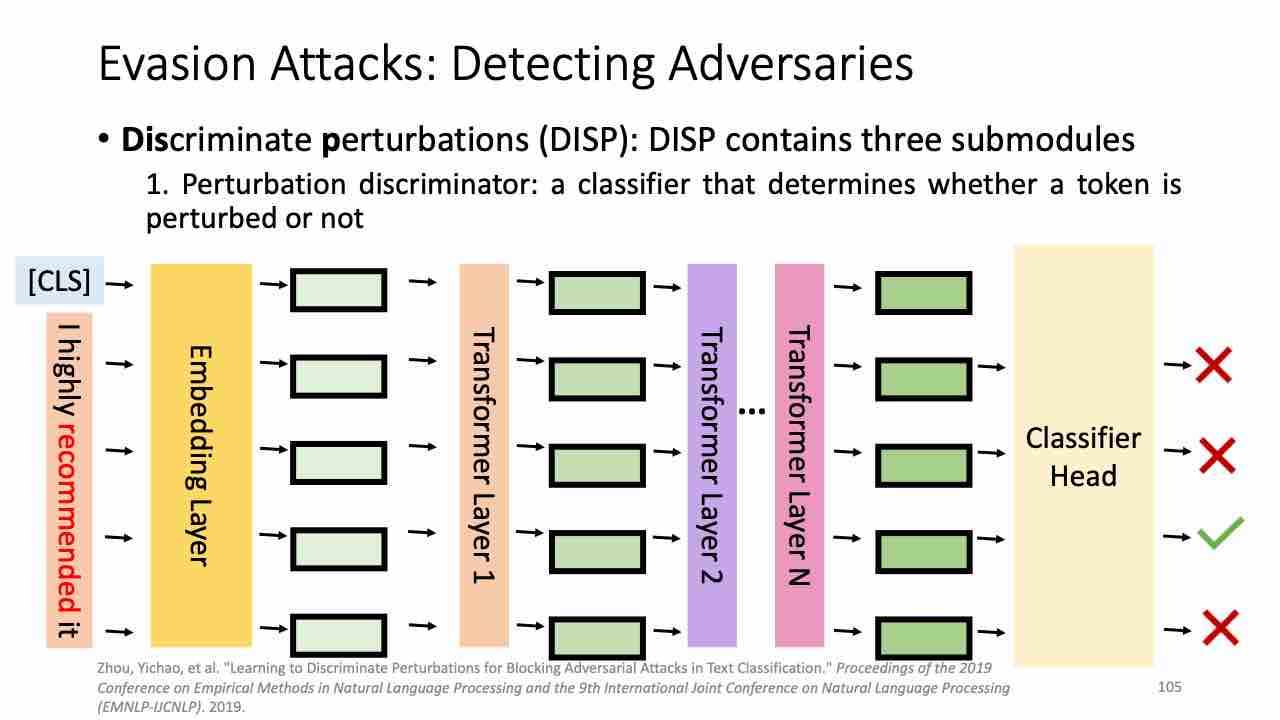 Evasion Attacks: Detecting Adversaries
• Discriminate perturbations (DISP): DISP contains three submodules
1. Perturbation discriminator: a classifier that determines whether a token is
perturbed or not
[CLS]
I highly recommended it
Embedding Layer
Transformer Layer 1
Transformer Layer 2
...
Transformer Layer N
Classifier
Head
Zhou, Yichao, et al. "Learning to Discriminate Perturbations for Blocking Adversarial Attacks in Text Classification." Proceedings of the 2019
Conference on Empirical Methods in Natural Language Processing and the 9th International Joint Conference on Natural Language Processing
(EMNLP-IJCNLP). 2019.
105